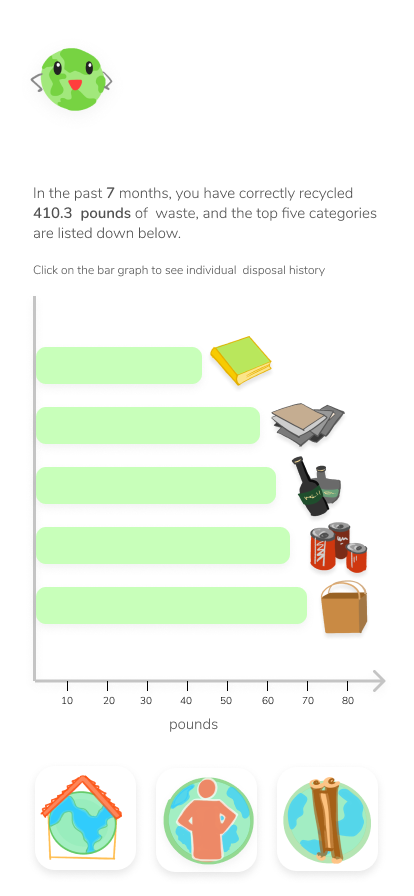 In the past 7 months, you have correctly recycled
410.3 pounds of waste, and the top five categories
are listed down below.
Click on the bar graph to see individual disposal history
10 20 30 40 50 60 70 80
pounds